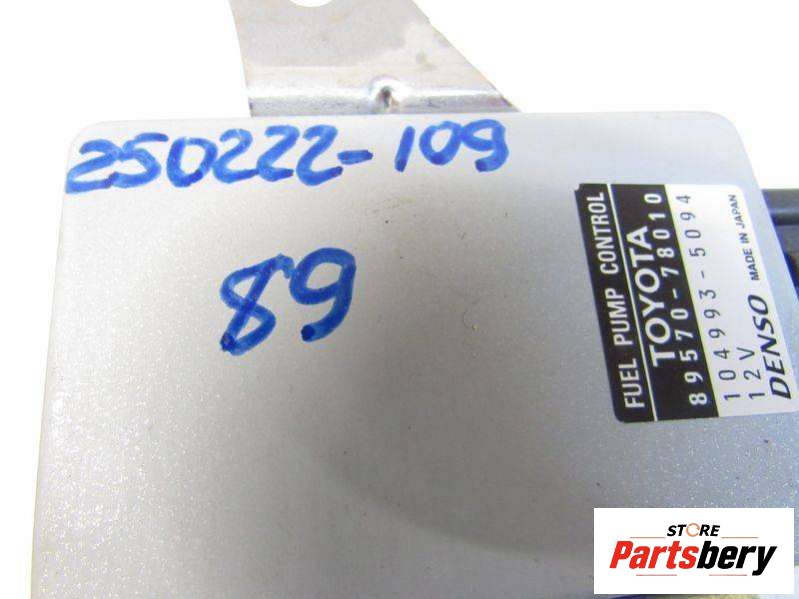 250222-109
89
FUEL PUMP CONTROL
TOYOTA
89570-78010
104993-5094
12V
DENSO MADE IN JAPAN
STORE
Partsbery